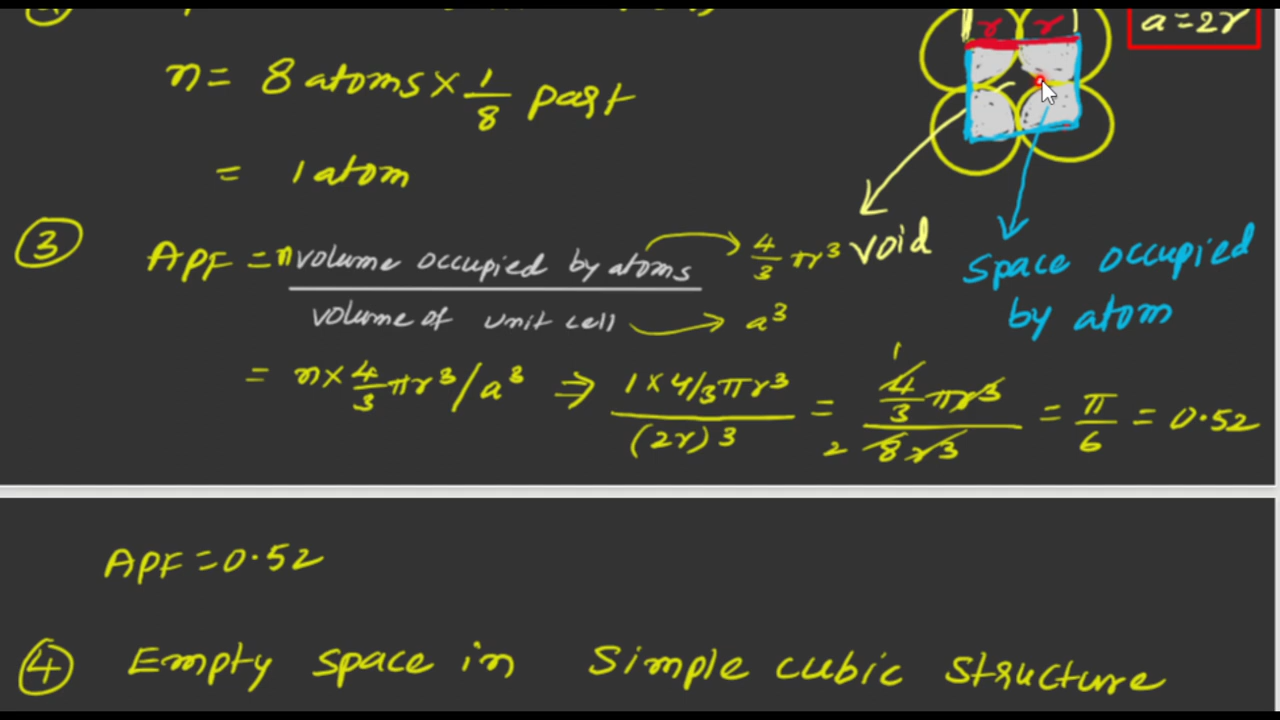 r r
a = 2r
n = 8 atoms × 1/8 part
= 1 atom
③ APF = n volume occupied by atoms / volume of unit cell
4/3 πr³
a³
void
space occupied
by atom
= n × 4/3 πr³ / a³ ⇒ 1 × 4/3 πr³ / (2r)³ = 4/3 πr³ / 8r³ = π/6 = 0.52
1
2
APF = 0.52
④ Empty space in Simple cubic structure